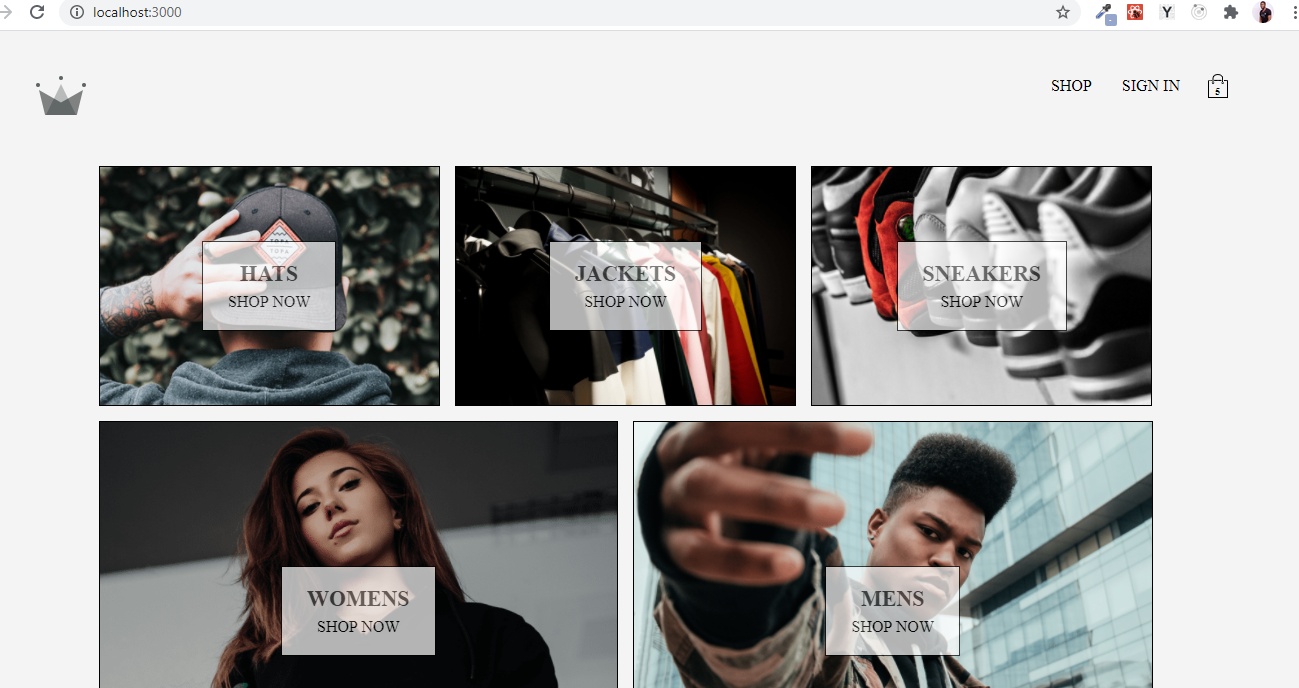 localhost:3000
SHOP SIGN IN 5
HATS
SHOP NOW
JACKETS
SHOP NOW
SNEAKERS
SHOP NOW
WOMENS
SHOP NOW
MENS
SHOP NOW